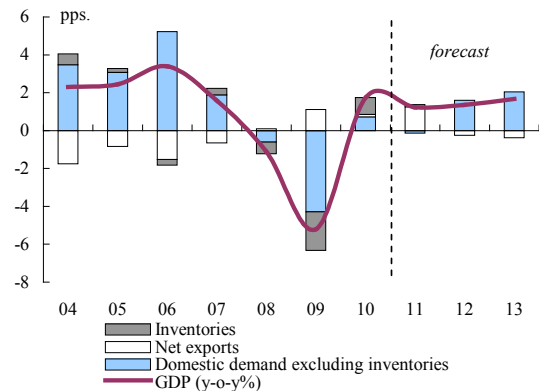 pps.
6
4
2
0
-2
-4
-6
-8
forecast
04 05 06 07 08 09 10 11 12 13
Inventories
Net exports
Domestic demand excluding inventories
GDP (y-o-y%)